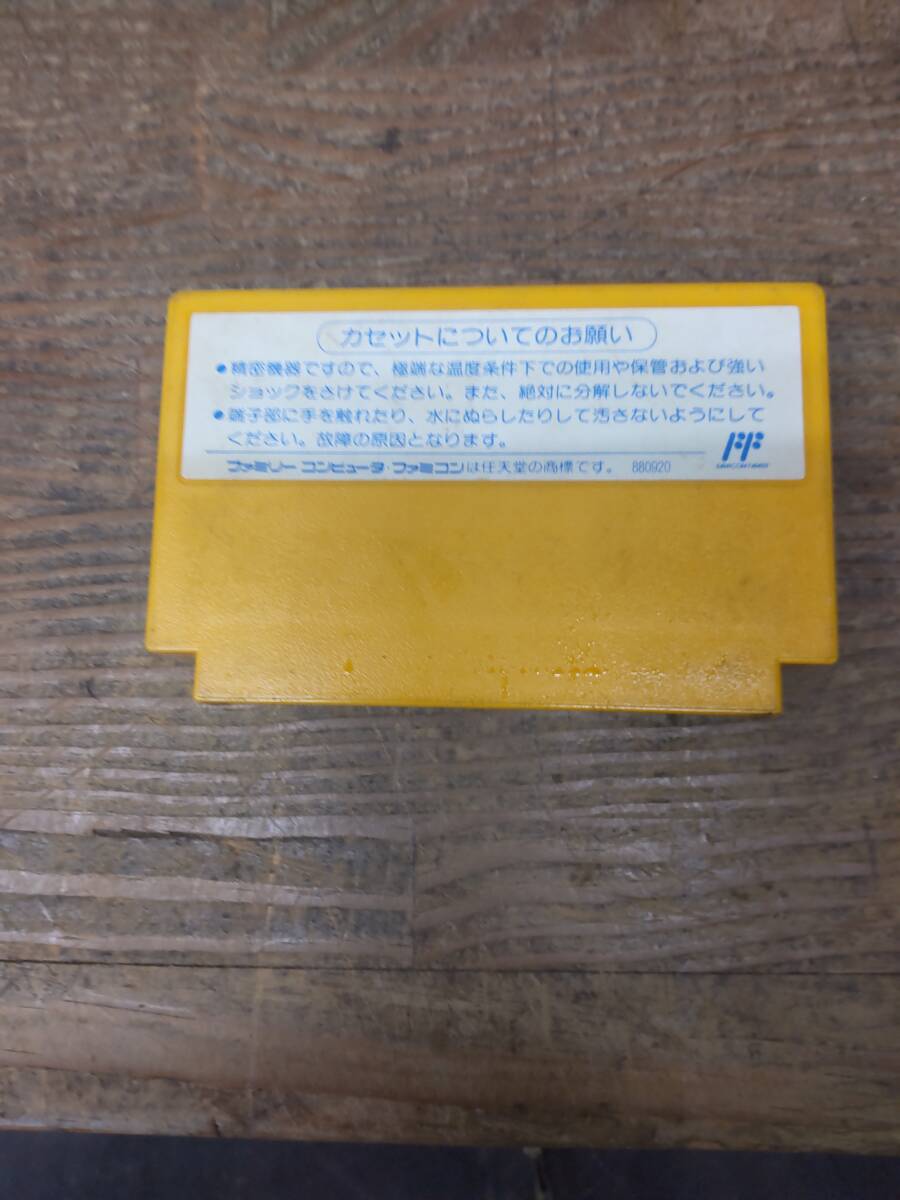 カセットについてのお願い
●精密機器ですので、極端な温度条件下での使用や保管および強い
ショックをさけてください。また、絶対に分解しないでください。
●端子部に手を触れたり、水にぬらしたりして汚さないようにして
ください。故障の原因となります。
ファミリー コンピュータ・ファミコンは任天堂の商標です。 880920